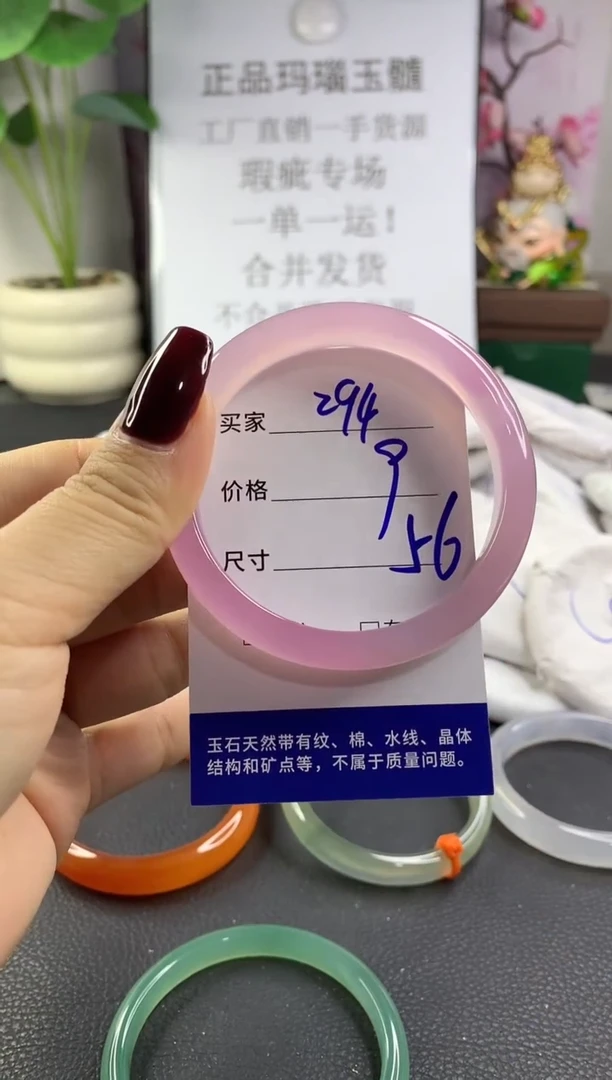 正品玛瑙玉髓
工厂直销一手货源
瑕疵专场
一单一运!
合并发货
买家 294
价格 9
尺寸 56
玉石天然带有纹、棉、水线、晶体
结构和矿点等，不属于质量问题。